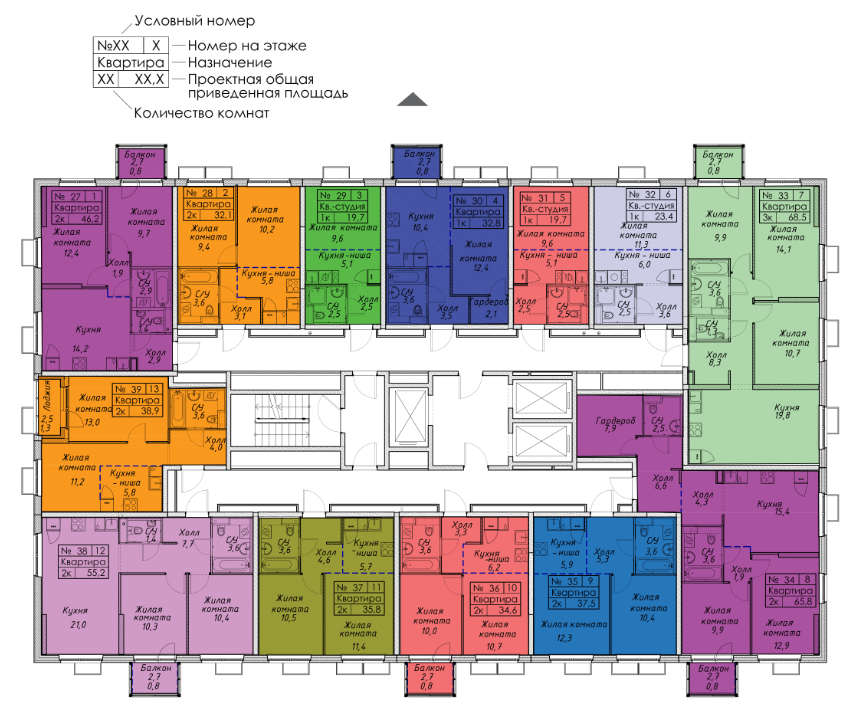 Условный номер
№XX X
Номер на этаже
Квартира
Назначение
XX XX,X
Проектная общая
приведенная площадь
Количество комнат
Балкон
2,7
0,8
Балкон
2,7
0,8
Балкон
2,7
0,8
№ 27 1
Квартира
2к 46,2
Жилая
комната
12,4
Жилая
комната
9,7
Холл
1,9
С/У
2,9
С/У
1,4
Кухня
14,2
Холл
2,9
№ 28 2
Квартира
2к 32,1
Жилая
комната
9,4
Жилая
комната
10,2
Кухня
-ниша
5,8
С/У
3,6
Холл
3,1
№ 29 3
Кв.-студия
1к 19,7
Жилая
комната
9,6
Кухня-ниша
5,1
С/У
2,5
Холл
2,5
№ 30 4
Квартира
1к 32,8
Кухня
10,4
Жилая
комната
12,4
С/У
3,6
Холл
3,5
Гардероб
2,1
№ 31 5
Кв.-студия
1к 19,7
Жилая
комната
9,6
Кухня-ниша
5,1
Холл
2,5
С/У
2,5
№ 32 6
Кв.-студия
1к 23,4
Жилая
комната
11,3
Кухня-ниша
6,0
С/У
2,5
Холл
3,6
№ 33 7
Квартира
3к 68,5
Жилая
комната
9,9
Жилая
комната
14,1
С/У
3,6
С/У
1,3
Холл
8,3
Жилая
комната
10,7
Кухня
19,8
№ 39 13
Квартира
2к 38,9
Лоджия
2,5
1,3
Жилая
комната
13,0
С/У
3,6
Холл
4,0
Жилая
комната
11,2
Кухня
-ниша
5,8
Гардероб
7,9
С/У
2,5
Холл
6,6
Холл
4,3
Кухня
15,4
С/У
3,6
Холл
1,9
№ 34 8
Квартира
2к 65,8
Жилая
комната
9,9
Жилая
комната
12,9
№ 38 12
Квартира
2к 55,2
С/У
1,4
Холл
7,7
С/У
3,6
Кухня
21,0
Жилая
комната
10,3
Жилая
комната
10,4
С/У
3,6
Холл
4,6
Кухня
-ниша
5,7
№ 37 11
Квартира
2к 35,8
Жилая
комната
10,5
Жилая
комната
11,4
С/У
3,6
Холл
3,3
Кухня
-ниша
6,2
№ 36 10
Квартира
2к 34,6
Жилая
комната
10,0
Жилая
комната
10,7
Кухня
-ниша
5,9
Холл
5,3
С/У
3,6
№ 35 9
Квартира
2к 37,5
Жилая
комната
12,3
Жилая
комната
10,4
Балкон
2,7
0,8
Балкон
2,7
0,8
Балкон
2,7
0,8